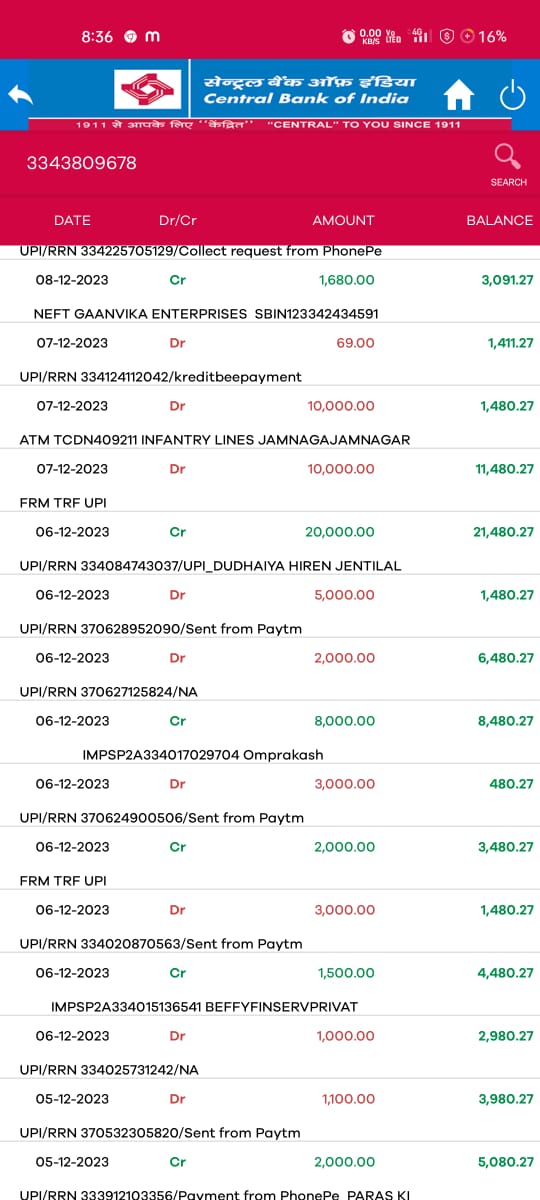 8:36 m 0.00 KB/S Vo LTED 4G 16%
सेन्ट्रल बैंक ऑफ़ इंडिया
Central Bank of India
1911 से आपके लिए "केंद्रित" "CENTRAL" TO YOU SINCE 1911
3343809678
SEARCH
DATE Dr/Cr AMOUNT BALANCE
UPI/RRN 334225705129/Collect request from PhonePe
08-12-2023 Cr 1,680.00 3,091.27
NEFT GAANVIKA ENTERPRISES SBIN123342434591
07-12-2023 Dr 69.00 1,411.27
UPI/RRN 334124112042/kreditbeepayment
07-12-2023 Dr 10,000.00 1,480.27
ATM TCDN409211 INFANTRY LINES JAMNAGAJAMNAGAR
07-12-2023 Dr 10,000.00 11,480.27
FRM TRF UPI
06-12-2023 Cr 20,000.00 21,480.27
UPI/RRN 334084743037/UPI_DUDHAIYA HIREN JENTILAL
06-12-2023 Dr 5,000.00 1,480.27
UPI/RRN 370628952090/Sent from Paytm
06-12-2023 Dr 2,000.00 6,480.27
UPI/RRN 370627125824/NA
06-12-2023 Cr 8,000.00 8,480.27
IMPSP2A334017029704 Omprakash
06-12-2023 Dr 3,000.00 480.27
UPI/RRN 370624900506/Sent from Paytm
06-12-2023 Cr 2,000.00 3,480.27
FRM TRF UPI
06-12-2023 Dr 3,000.00 1,480.27
UPI/RRN 334020870563/Sent from Paytm
06-12-2023 Cr 1,500.00 4,480.27
IMPSP2A334015136541 BEFFYFINSERVPRIVAT
06-12-2023 Dr 1,000.00 2,980.27
UPI/RRN 334025731242/NA
05-12-2023 Dr 1,100.00 3,980.27
UPI/RRN 370532305820/Sent from Paytm
05-12-2023 Cr 2,000.00 5,080.27
UPI/RRN 333912103356/Payment from PhonePe PARAS KI